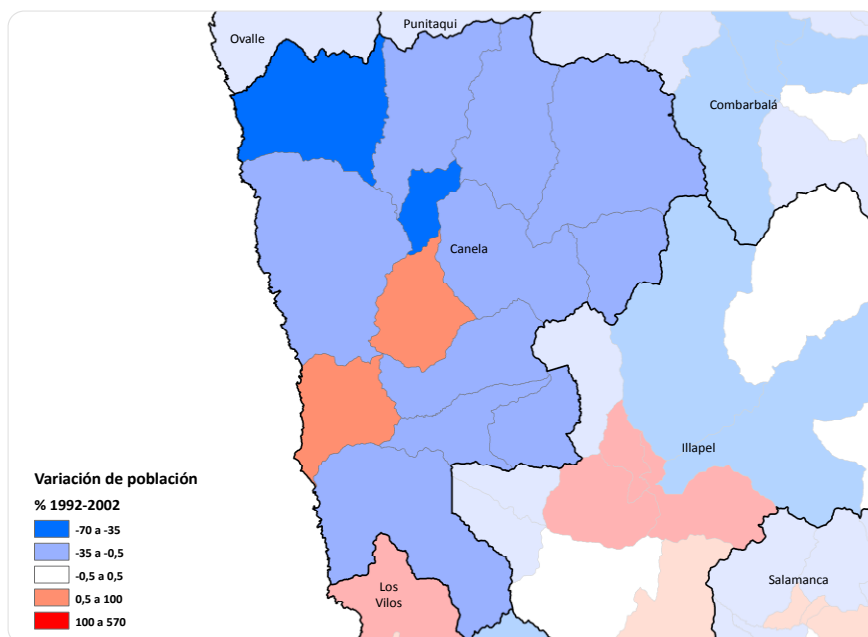 Punitaqui
Ovalle
Combarbalá
Canela
Illapel
Variación de población
% 1992-2002
-70 a -35
-35 a -0,5
-0,5 a 0,5
0,5 a 100
100 a 570
Los
Vilos
Salamanca